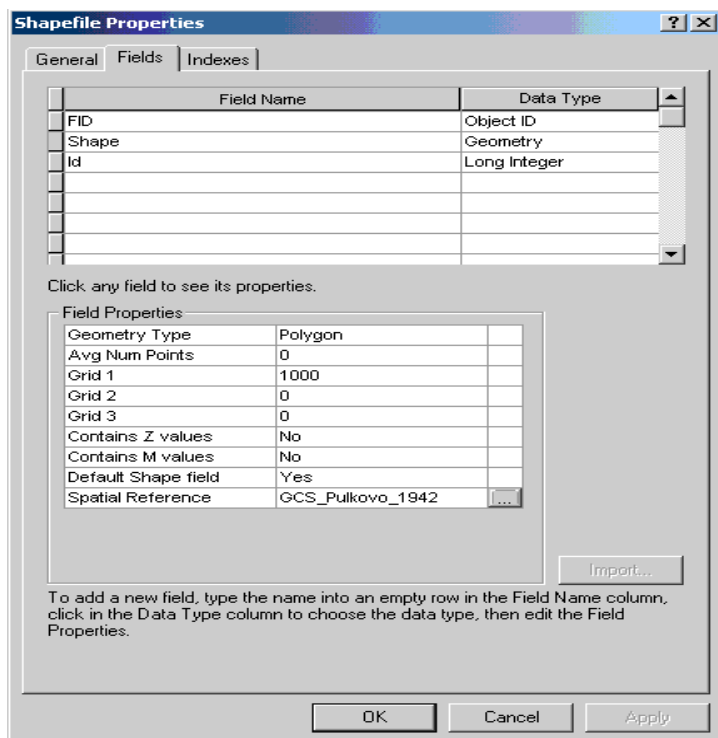 Shapefile Properties
General Fields Indexes
Field Name Data Type
FID Object ID
Shape Geometry
Id Long Integer
Click any field to see its properties.
Field Properties
Geometry Type Polygon
Avg Num Points 0
Grid 1 1000
Grid 2 0
Grid 3 0
Contains Z values No
Contains M values No
Default Shape field Yes
Spatial Reference GCS_Pulkovo_1942 ...
Import...
To add a new field, type the name into an empty row in the Field Name column,
click in the Data Type column to choose the data type, then edit the Field
Properties.
OK Cancel Apply